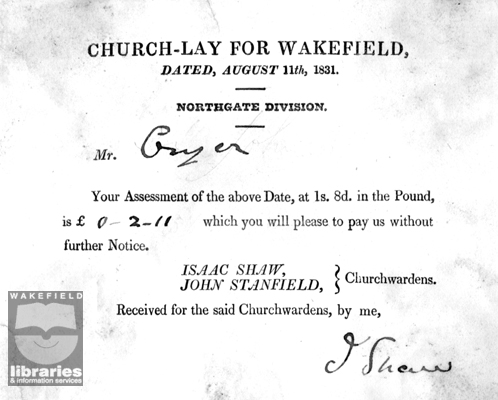 CHURCH-LAY FOR WAKEFIELD,
DATED, AUGUST 11th, 1831.
NORTHGATE DIVISION.
Mr. Cryer
Your Assessment of the above Date, at 1s. 8d. in the Pound,
is £ 0-2-11 which you will please to pay us without
further Notice.
ISAAC SHAW,
JOHN STANFIELD, } Churchwardens.
Received for the said Churchwardens, by me,
I Shaw
WAKEFIELD
libraries
& information services